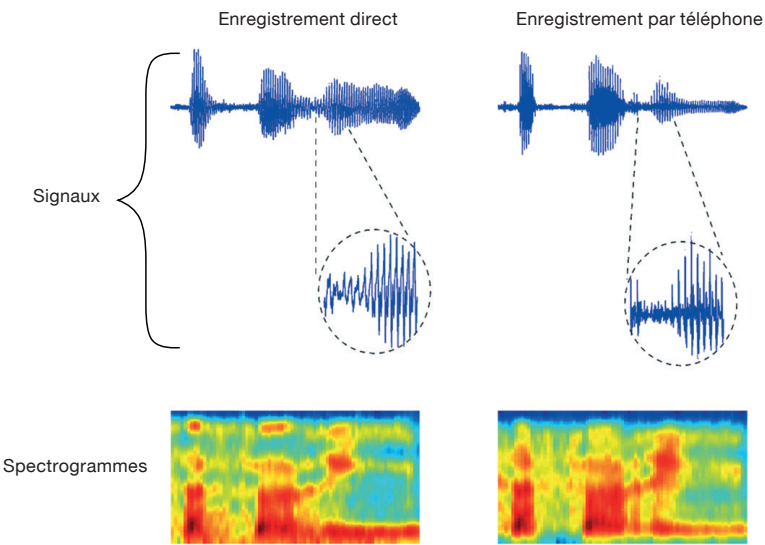 Enregistrement direct
Enregistrement par téléphone
Signaux
Spectrogrammes